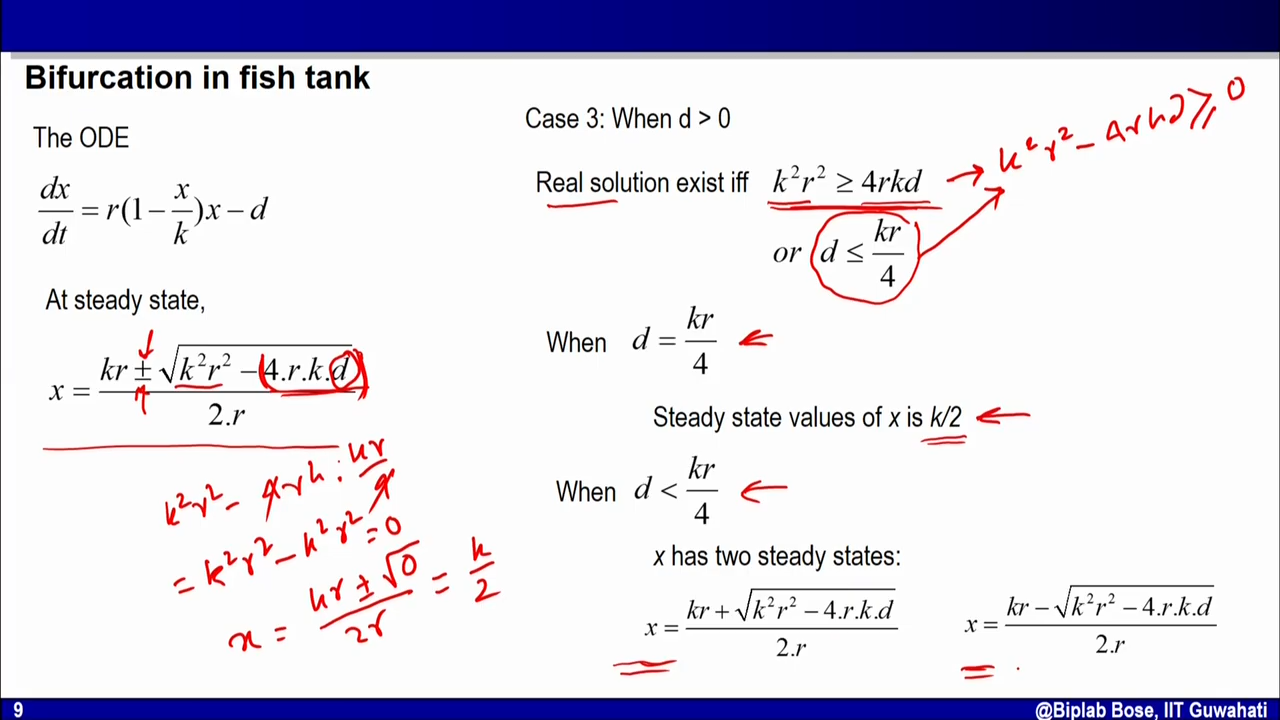 Bifurcation in fish tank
The ODE
dx/dt = r(1 − x/k)x − d
At steady state,
x = (kr ± √(k²r² − 4.r.k.d)) / 2.r
k²r² − 4rk · kr/4
= k²r² − k²r² = 0
x = (kr ± √0) / 2r = k/2
Case 3: When d > 0
Real solution exist iff k²r² ≥ 4rkd → k²r² − 4rkd ≥ 0
or d ≤ kr/4
When d = kr/4
Steady state values of x is k/2
When d < kr/4
x has two steady states:
x = (kr + √(k²r² − 4.r.k.d)) / 2.r
x = (kr − √(k²r² − 4.r.k.d)) / 2.r
9
@Biplab Bose, IIT Guwahati